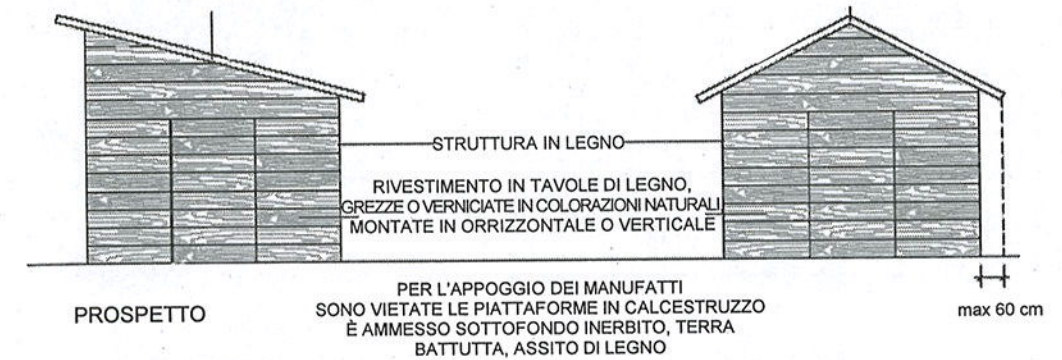 STRUTTURA IN LEGNO
RIVESTIMENTO IN TAVOLE DI LEGNO,
GREZZE O VERNICIATE IN COLORAZIONI NATURALI
MONTATE IN ORRIZZONTALE O VERTICALE
PROSPETTO
PER L'APPOGGIO DEI MANUFATTI
SONO VIETATE LE PIATTAFORME IN CALCESTRUZZO
È AMMESSO SOTTOFONDO INERBITO, TERRA
BATTUTTA, ASSITO DI LEGNO
max 60 cm